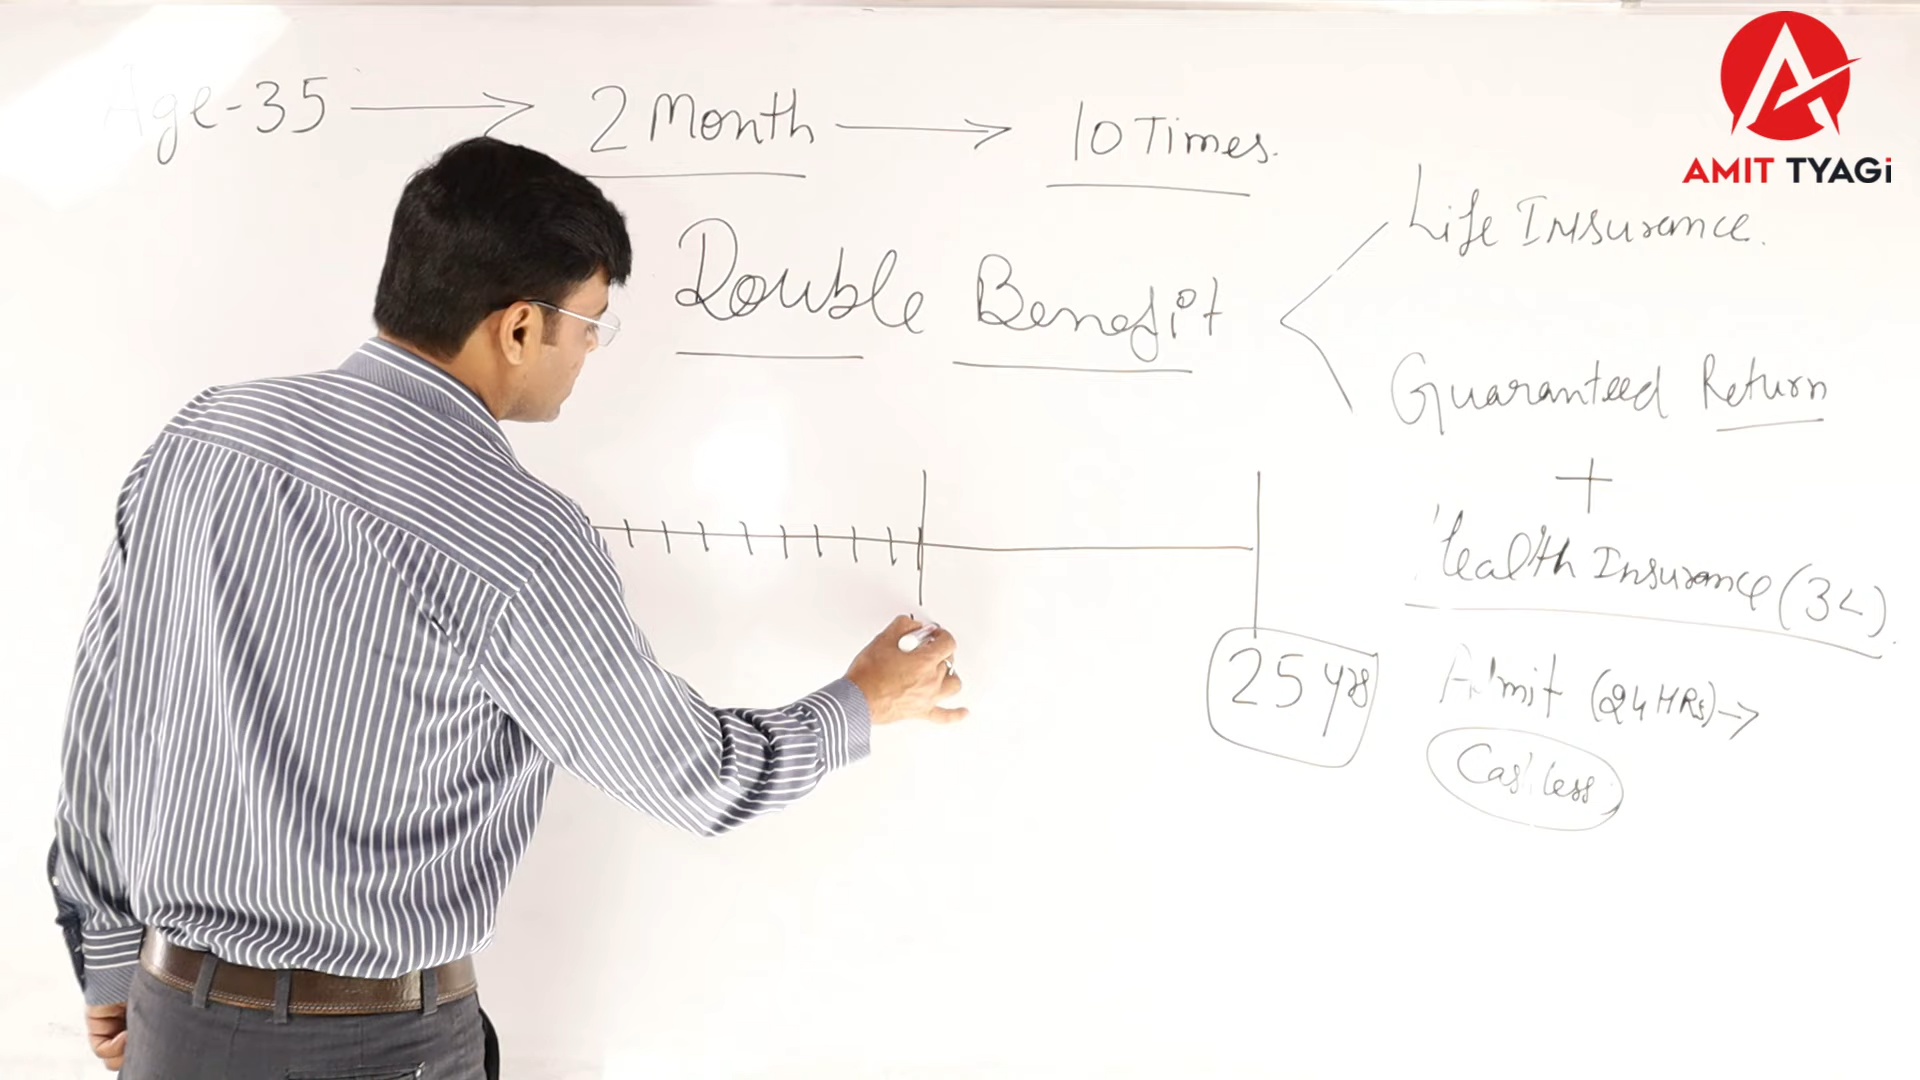 Age-35 → 2 Month → 10 Times.
AMIT TYAGi
Double Benefit
Life Insurance.
Guaranteed Return
+
Health Insurance (3L).
25 yrs
Admit (24 HRs) →
Cashless